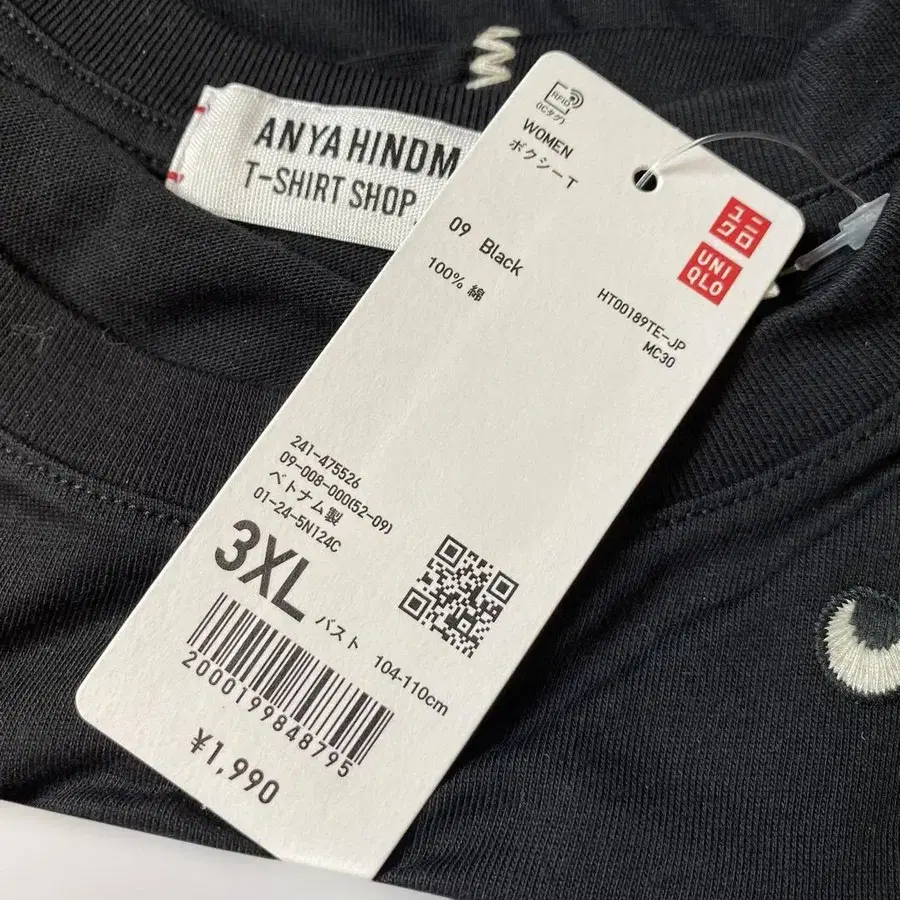 ANYA HINDM
T-SHIRT SHOP.
RFID
(ICタグ)
WOMEN
ボクシーT
ユニ
クロ
UNI
QLO
09 Black
100% 綿
HT00189TE-JP
MC30
241-475526
09-008-000(52-09)
ベトナム製
01-24-5N124C
3XL バスト 104-110cm
2000199848795
¥1,990